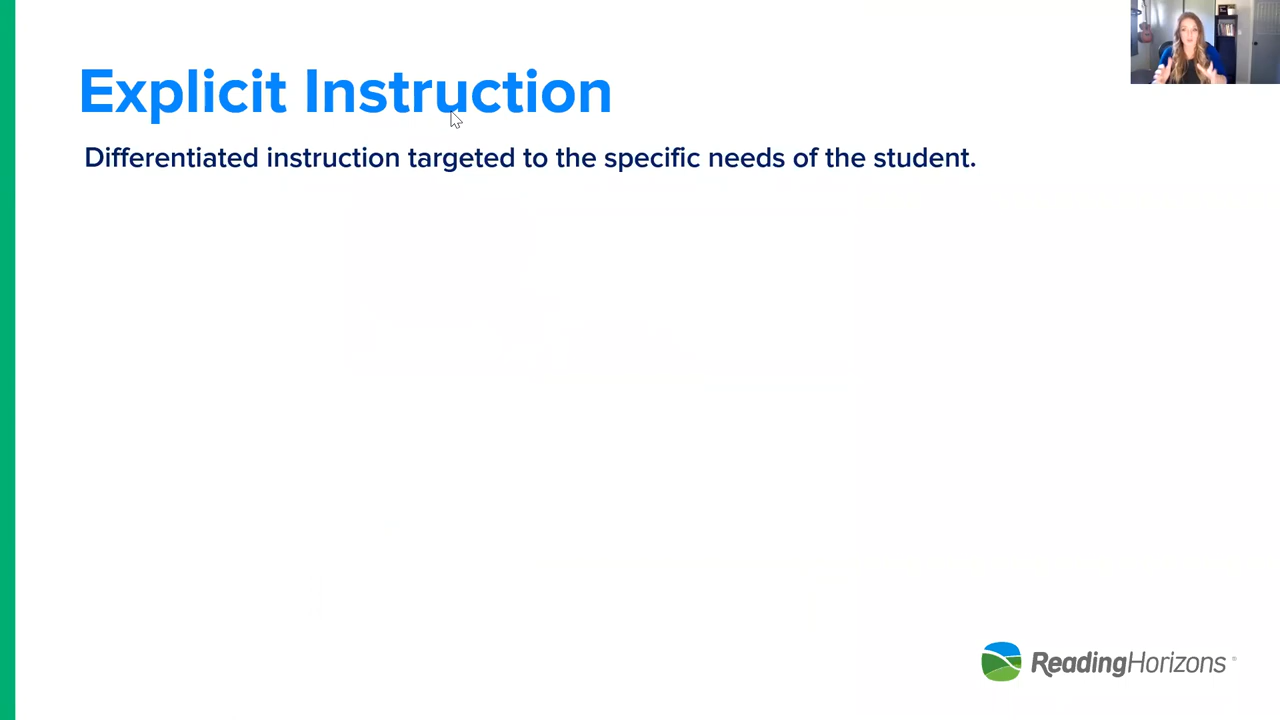 Explicit Instruction
Differentiated instruction targeted to the specific needs of the student.
ReadingHorizons